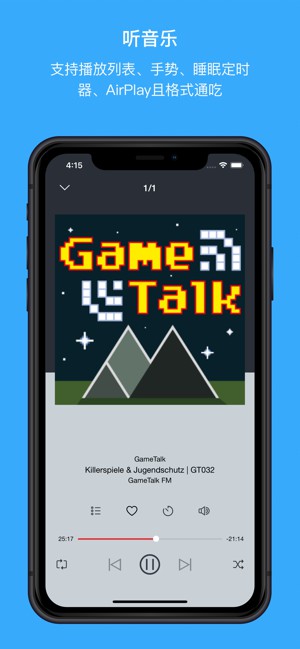 听音乐
支持播放列表、手势、睡眠定时
器、AirPlay且格式通吃
4:15
1/1
Game
Talk
GameTalk
Killerspiele & Jugendschutz | GT032
GameTalk FM
25:17
-21:14